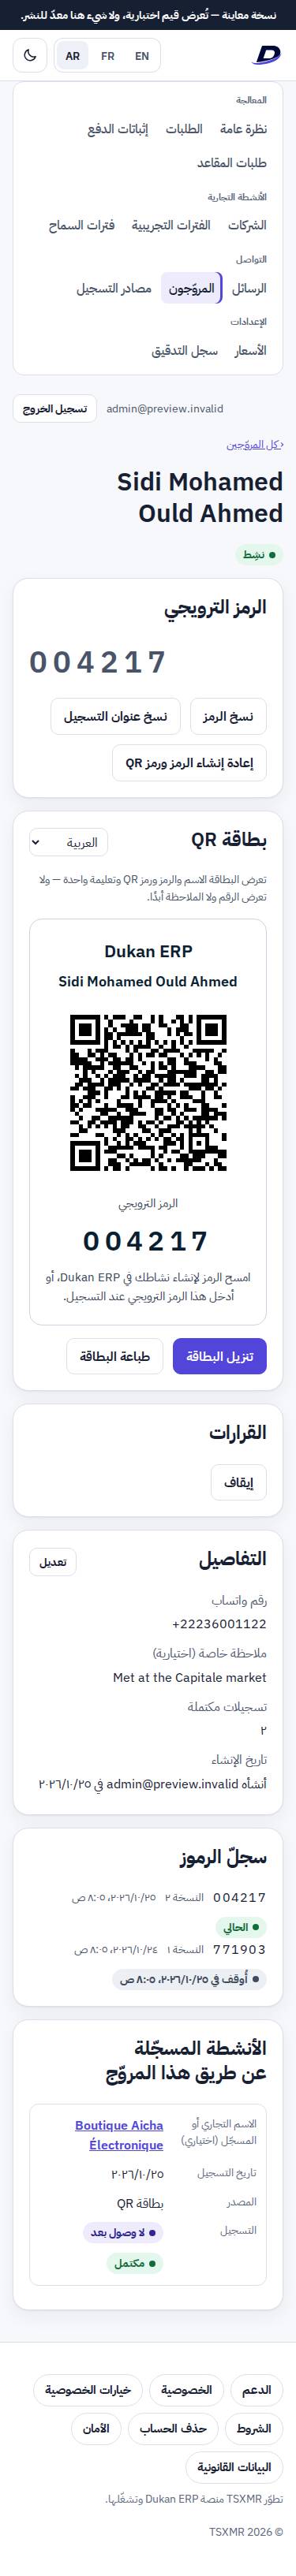 نسخة معاينة — تُعرض قيم اختبارية، ولا شيء هنا معدّ للنشر.
AR FR EN
المعالجة
نظرة عامة الطلبات إثباتات الدفع
طلبات المقاعد
الأنشطة التجارية
الشركات الفترات التجريبية فترات السماح
التواصل
الرسائل المروّجون مصادر التسجيل
الإعدادات
الأسعار سجل التدقيق
admin@preview.invalid تسجيل الخروج
‹ كل المروّجين
Sidi Mohamed
Ould Ahmed
نشِط
الرمز الترويجي
004217
نسخ الرمز نسخ عنوان التسجيل
إعادة إنشاء الرمز ورمز QR
بطاقة QR العربية
تعرض البطاقة الاسم والرمز ورمز QR وتعليمة واحدة — ولا
تعرض الرقم ولا الملاحظة أبدًا.
Dukan ERP
Sidi Mohamed Ould Ahmed
الرمز الترويجي
004217
امسح الرمز لإنشاء نشاطك في Dukan ERP، أو
أدخل هذا الرمز الترويجي عند التسجيل.
تنزيل البطاقة طباعة البطاقة
القرارات
إيقاف
التفاصيل تعديل
رقم واتساب
+22236001122
ملاحظة خاصة (اختيارية)
Met at the Capitale market
تسجيلات مكتملة
٢
تاريخ الإنشاء
أنشأه admin@preview.invalid في ٢٠٢٦/١٠/٢٥
سجلّ الرموز
004217 النسخة ٢ ٢٠٢٦/١٠/٢٥، ٨:٠٥ ص
الحالي
771903 النسخة ١ ٢٠٢٦/١٠/٢٤، ٨:٠٥ ص
أُوقف في ٢٠٢٦/١٠/٢٥، ٨:٠٥ ص
الأنشطة المسجّلة
عن طريق هذا المروّج
الاسم التجاري أو
المسجّل (اختياري)
Boutique Aicha
Électronique
تاريخ التسجيل ٢٠٢٦/١٠/٢٥
المصدر بطاقة QR
التسجيل لا وصول بعد
مكتمل
الدعم الخصوصية خيارات الخصوصية
الشروط حذف الحساب الأمان
البيانات القانونية
تطوّر TSXMR منصة Dukan ERP وتشغّلها.
© 2026 TSXMR